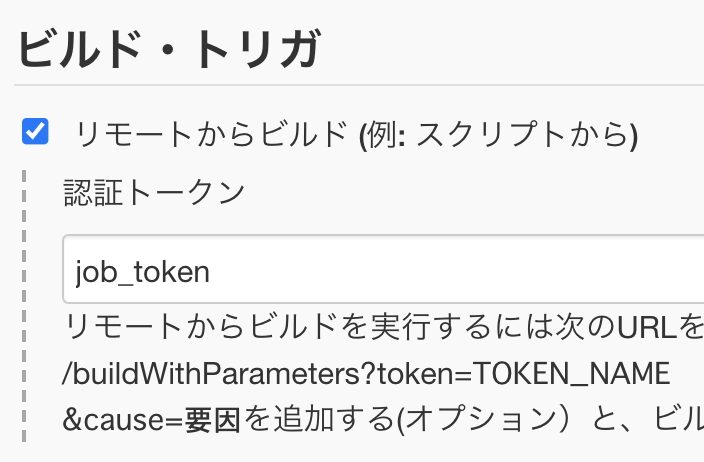 ビルド・トリガ
リモートからビルド (例: スクリプトから)
認証トークン
job_token
リモートからビルドを実行するには次のURLを
/buildWithParameters?token=TOKEN_NAME
&cause=要因を追加する(オプション）と、ビル